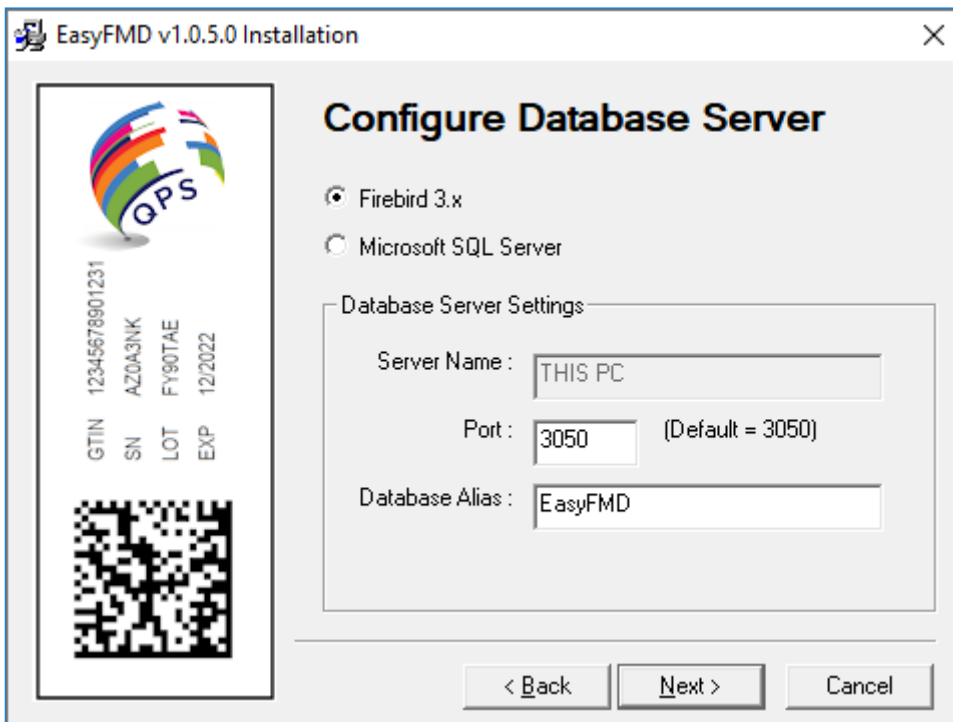 EasyFMD v1.0.5.0 Installation
QPS
GTIN 12345678901231
SN AZ0A3NK
LOT FY90TAE
EXP 12/2022
Configure Database Server
Firebird 3.x
Microsoft SQL Server
Database Server Settings
Server Name : THIS PC
Port : 3050 (Default = 3050)
Database Alias : EasyFMD
< Back Next > Cancel